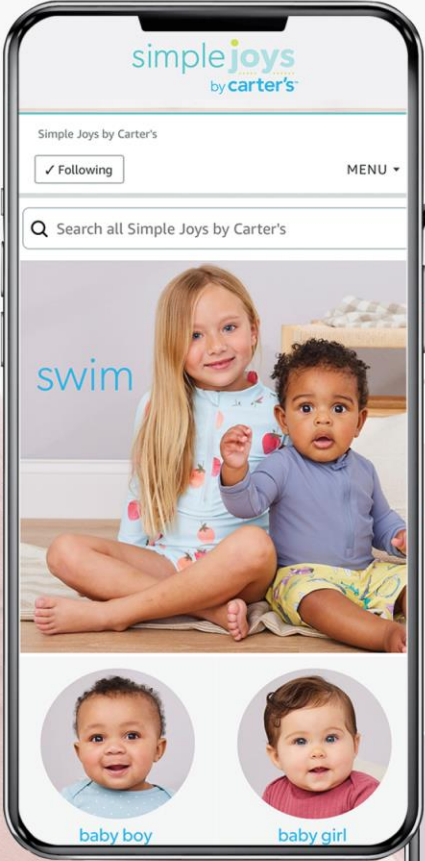 simple joys
by carter's™
Simple Joys by Carter's
✓ Following
MENU
Search all Simple Joys by Carter's
swim
baby boy
baby girl